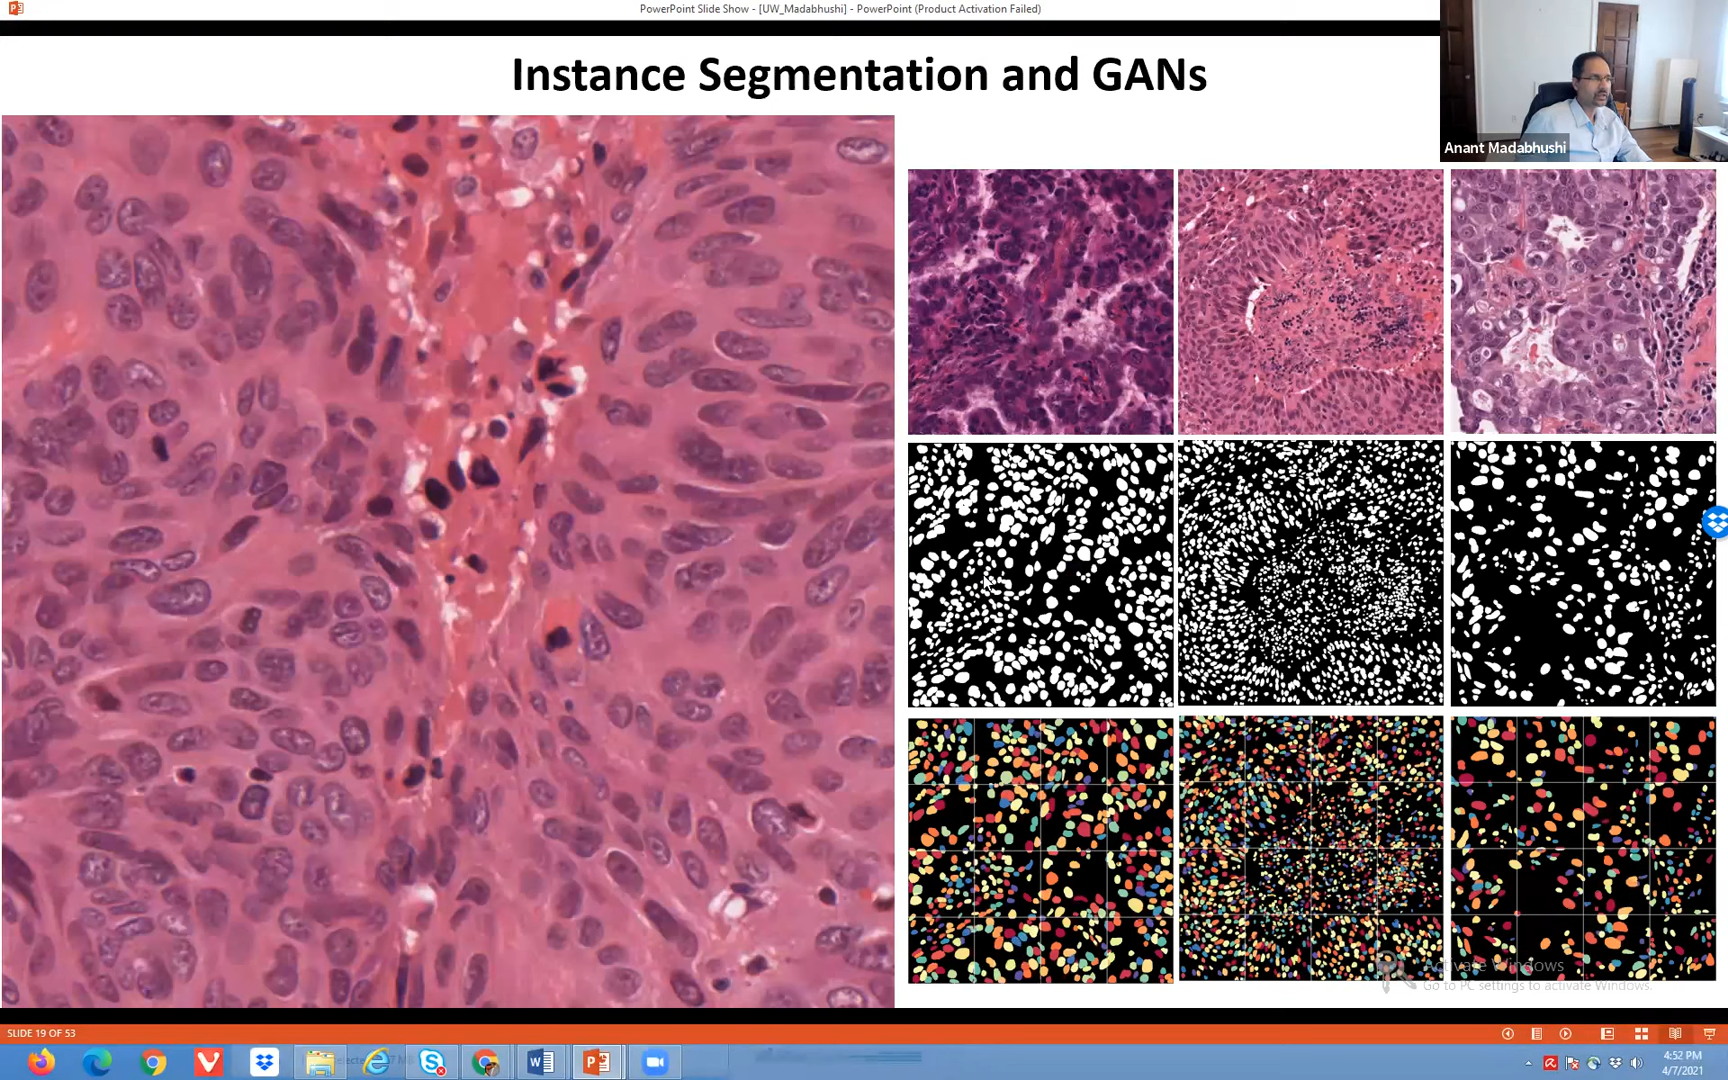 PowerPoint Slide Show - [UW_Madabhushi] - PowerPoint (Product Activation Failed)
Instance Segmentation and GANs
Anant Madabhushi
Activate Windows
Go to PC settings to activate Windows.
SLIDE 19 OF 53
4:52 PM
4/7/2021